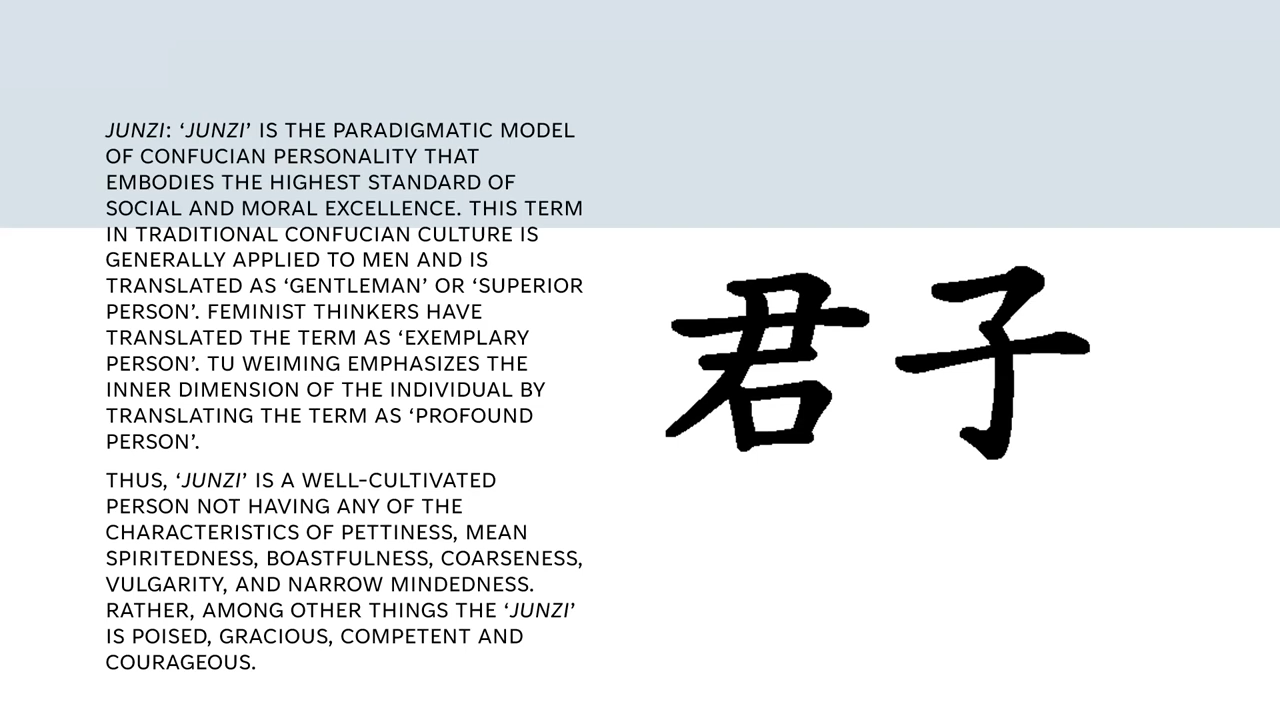 JUNZI: ‘JUNZI’ IS THE PARADIGMATIC MODEL
OF CONFUCIAN PERSONALITY THAT
EMBODIES THE HIGHEST STANDARD OF
SOCIAL AND MORAL EXCELLENCE. THIS TERM
IN TRADITIONAL CONFUCIAN CULTURE IS
GENERALLY APPLIED TO MEN AND IS
TRANSLATED AS ‘GENTLEMAN’ OR ‘SUPERIOR
PERSON’. FEMINIST THINKERS HAVE
TRANSLATED THE TERM AS ‘EXEMPLARY
PERSON’. TU WEIMING EMPHASIZES THE
INNER DIMENSION OF THE INDIVIDUAL BY
TRANSLATING THE TERM AS ‘PROFOUND
PERSON’.
THUS, ‘JUNZI’ IS A WELL-CULTIVATED
PERSON NOT HAVING ANY OF THE
CHARACTERISTICS OF PETTINESS, MEAN
SPIRITEDNESS, BOASTFULNESS, COARSENESS,
VULGARITY, AND NARROW MINDEDNESS.
RATHER, AMONG OTHER THINGS THE ‘JUNZI’
IS POISED, GRACIOUS, COMPETENT AND
COURAGEOUS.
君子